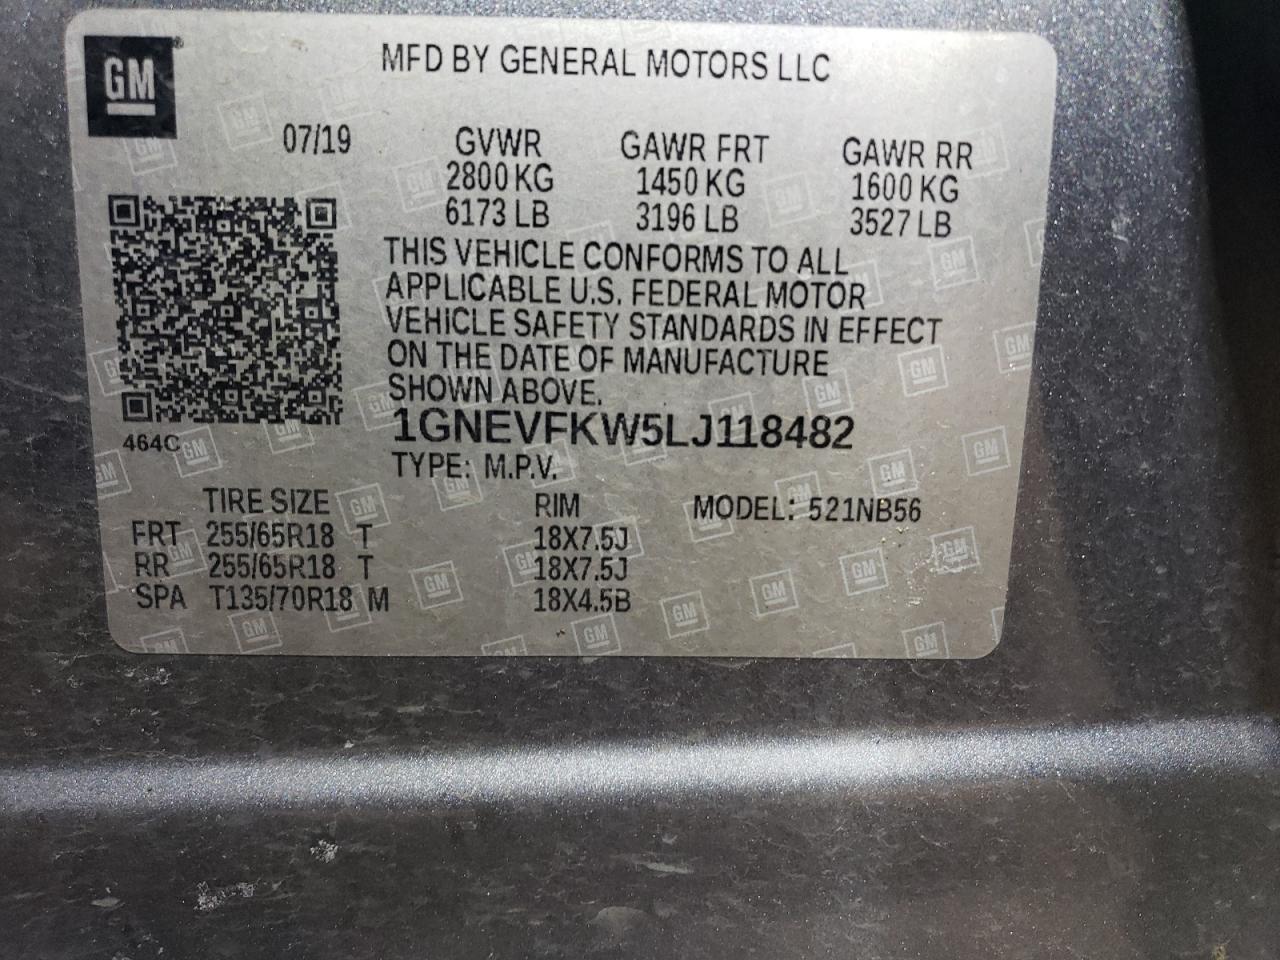 GM
MFD BY GENERAL MOTORS LLC
07/19 GVWR GAWR FRT GAWR RR
2800 KG 1450 KG 1600 KG
6173 LB 3196 LB 3527 LB
THIS VEHICLE CONFORMS TO ALL
APPLICABLE U.S. FEDERAL MOTOR
VEHICLE SAFETY STANDARDS IN EFFECT
ON THE DATE OF MANUFACTURE
SHOWN ABOVE.
1GNEVFKW5LJ118482
464C
TYPE: M.P.V.
TIRE SIZE RIM MODEL: 521NB56
FRT 255/65R18 T 18X7.5J
RR 255/65R18 T 18X7.5J
SPA T135/70R18 M 18X4.5B